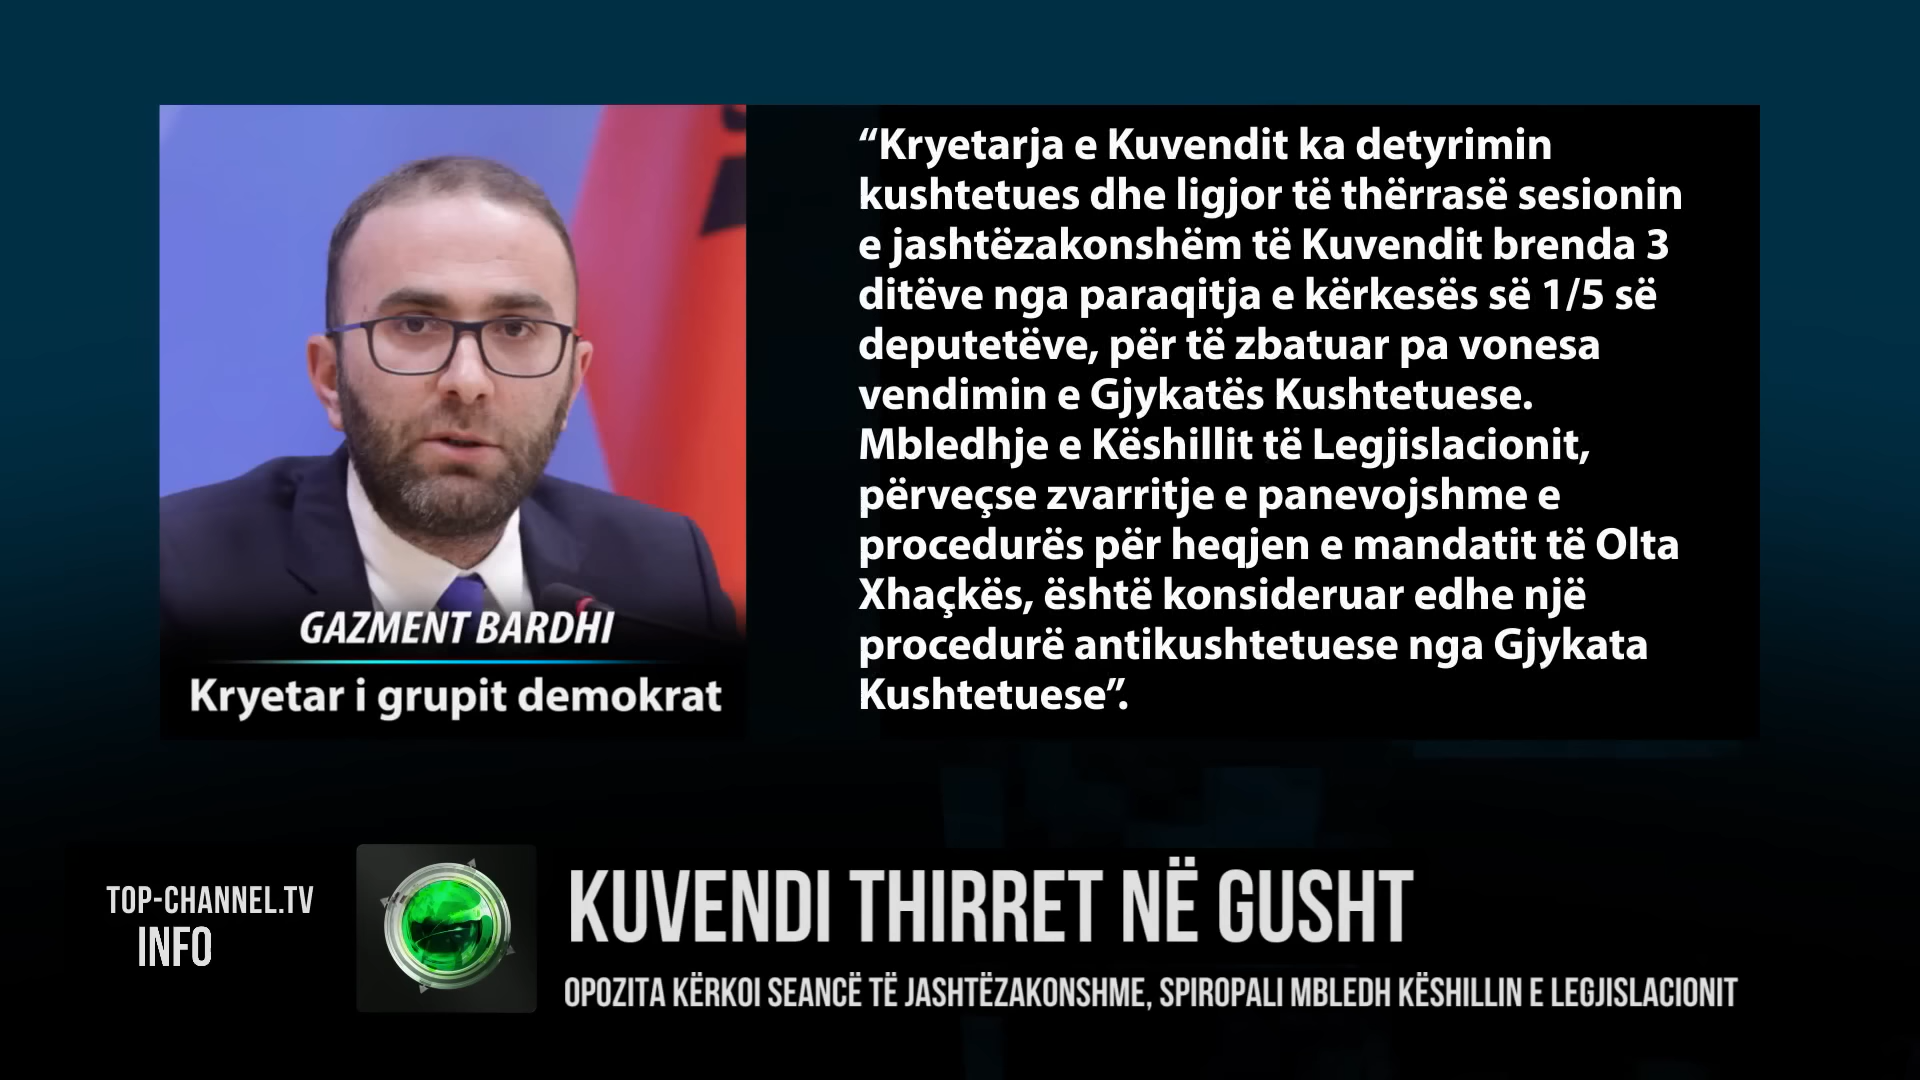 “Kryetarja e Kuvendit ka detyrimin
kushtetues dhe ligjor të thërrasë sesionin
e jashtëzakonshëm të Kuvendit brenda 3
ditëve nga paraqitja e kërkesës së 1/5 së
deputetëve, për të zbatuar pa vonesa
vendimin e Gjykatës Kushtetuese.
Mbledhje e Këshillit të Legjislacionit,
përveçse zvarritje e panevojshme e
procedurës për heqjen e mandatit të Olta
Xhaçkës, është konsideruar edhe një
procedurë antikushtetuese nga Gjykata
Kushtetuese”.
GAZMENT BARDHI
Kryetar i grupit demokrat
TOP-CHANNEL.TV
INFO
KUVENDI THIRRET NË GUSHT
OPOZITA KËRKOI SEANCË TË JASHTËZAKONSHME, SPIROPALI MBLEDH KËSHILLIN E LEGJISLACIONIT